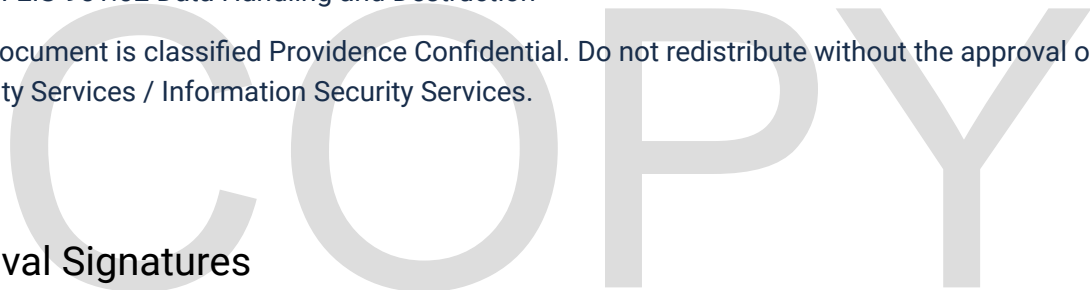 Data Handling and Destruction
ocument is classified Providence Confidential. Do not redistribute without the approval o
ty Services / Information Security Services.
COPY
val Signatures